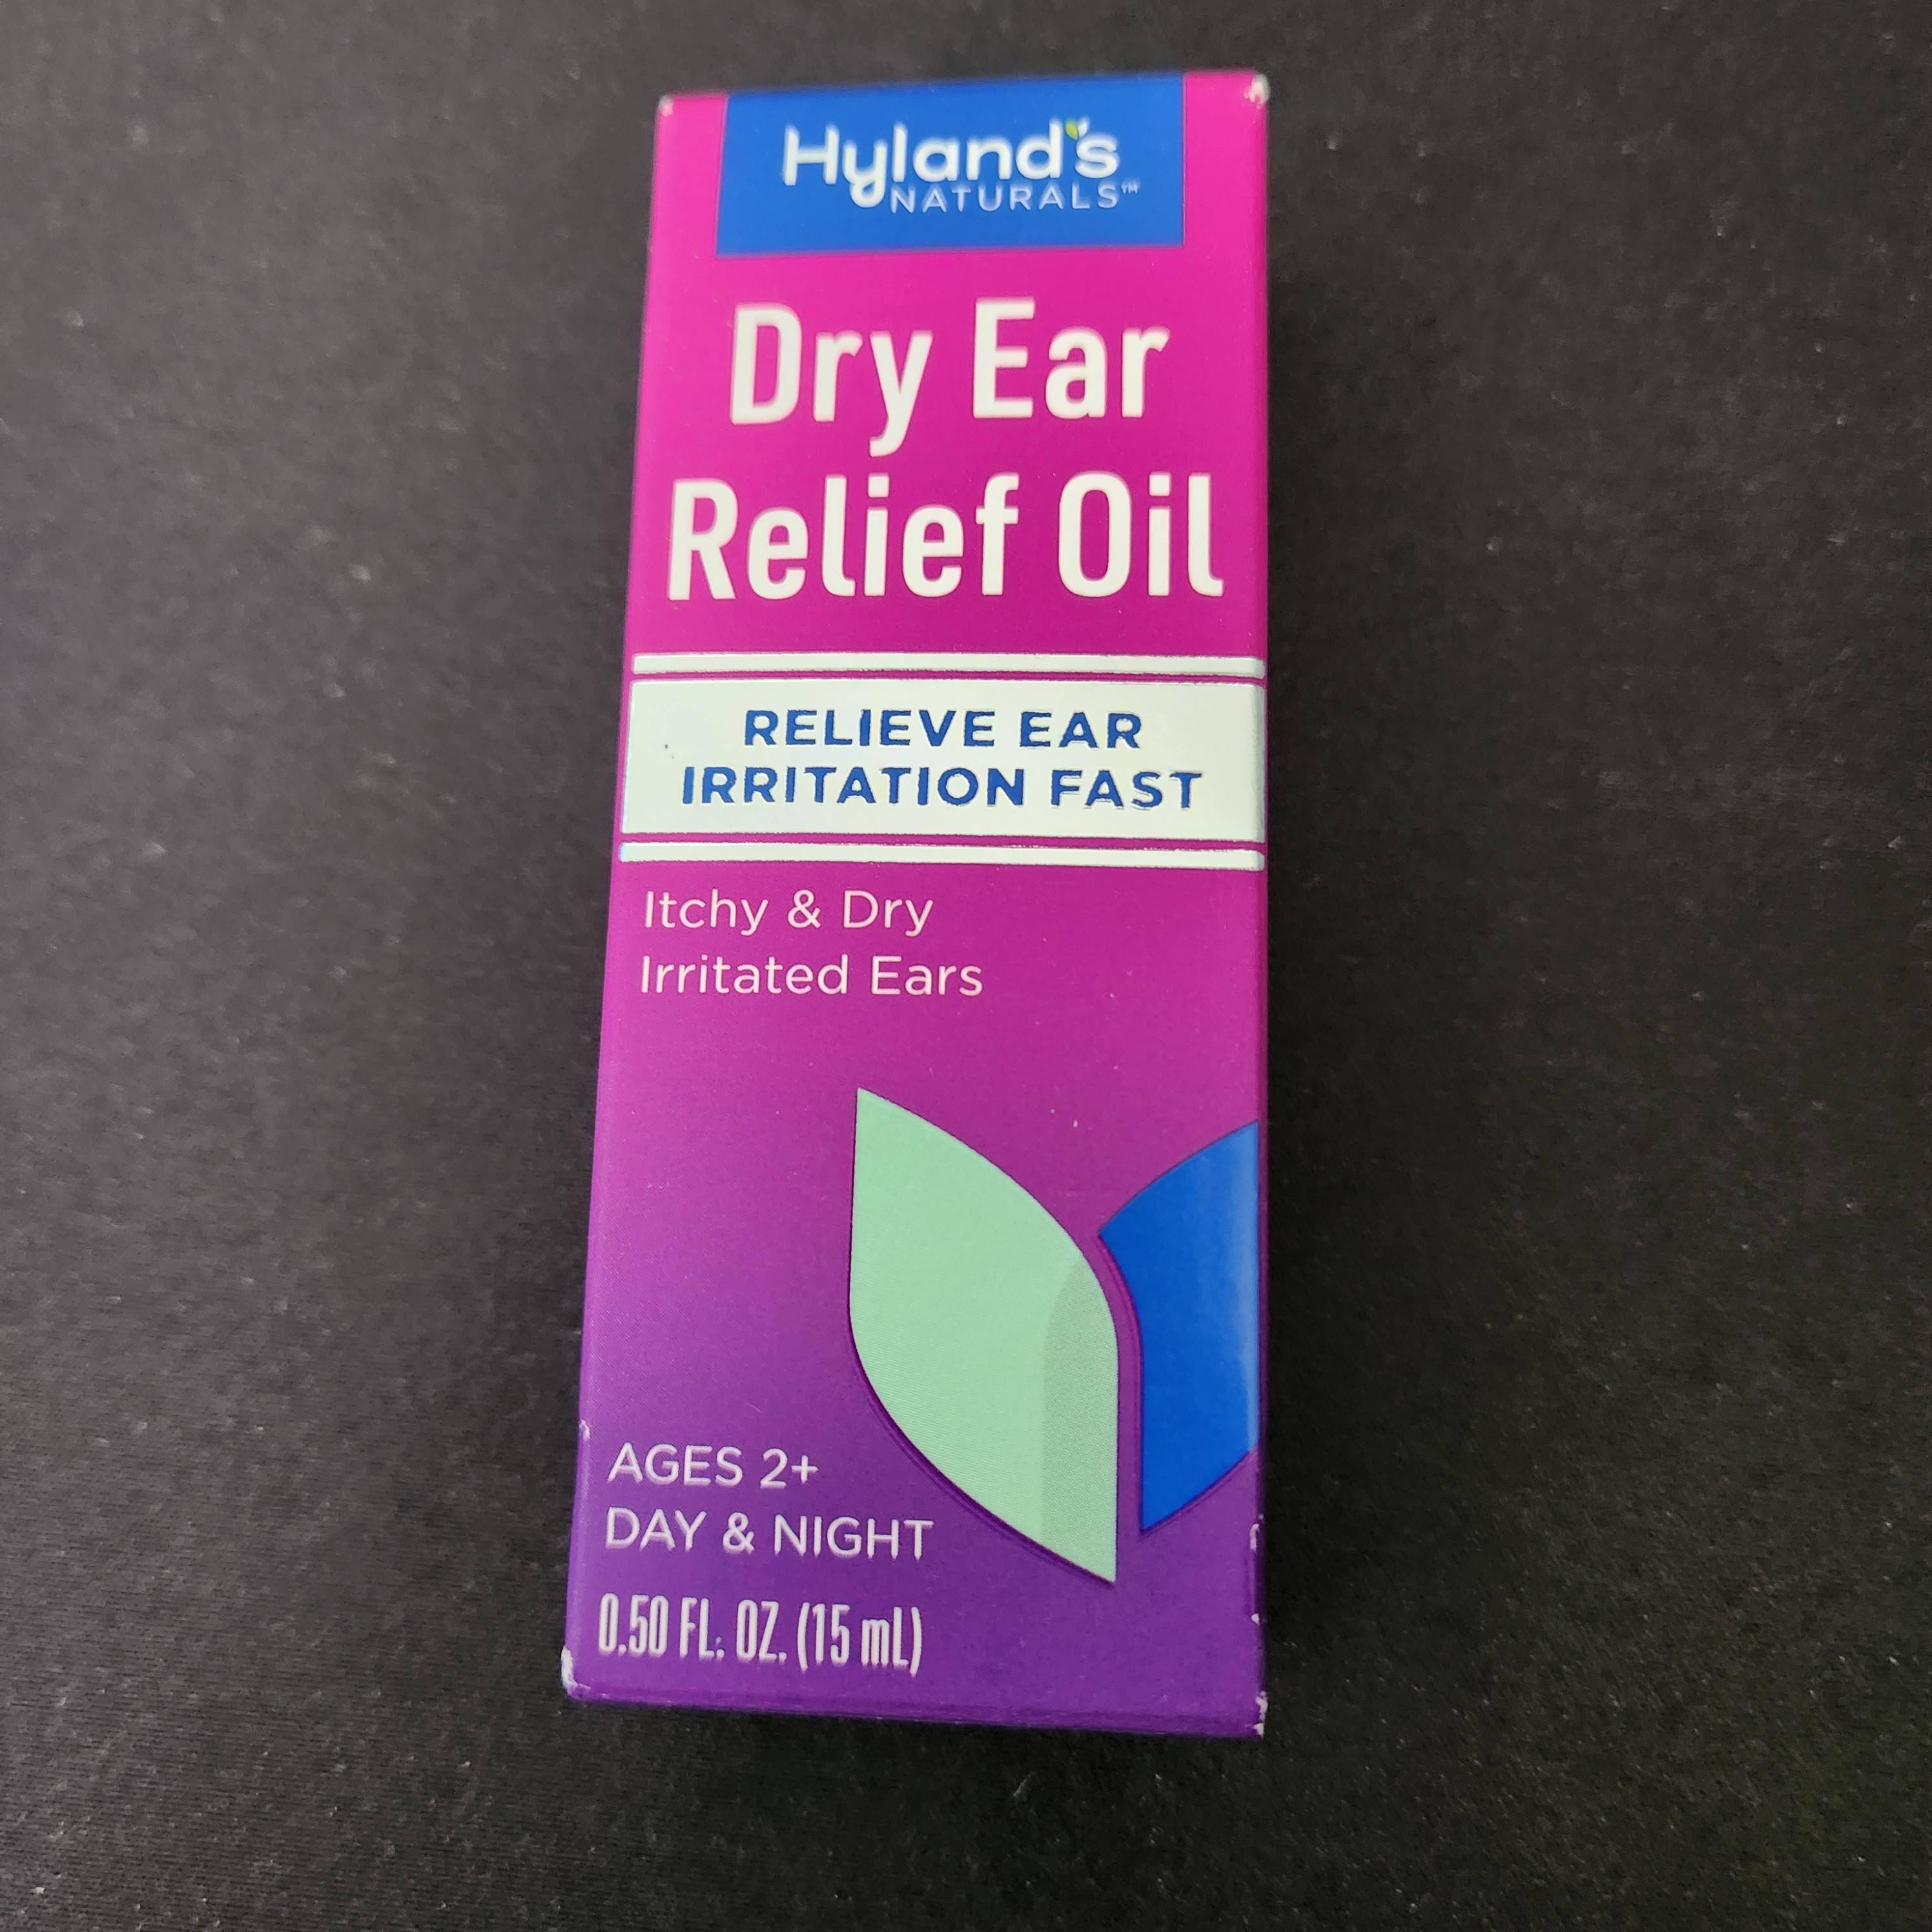 Hyland's
NATURALS™
Dry Ear
Relief Oil
RELIEVE EAR
IRRITATION FAST
Itchy & Dry
Irritated Ears
AGES 2+
DAY & NIGHT
0.50 FL. OZ. (15 mL)